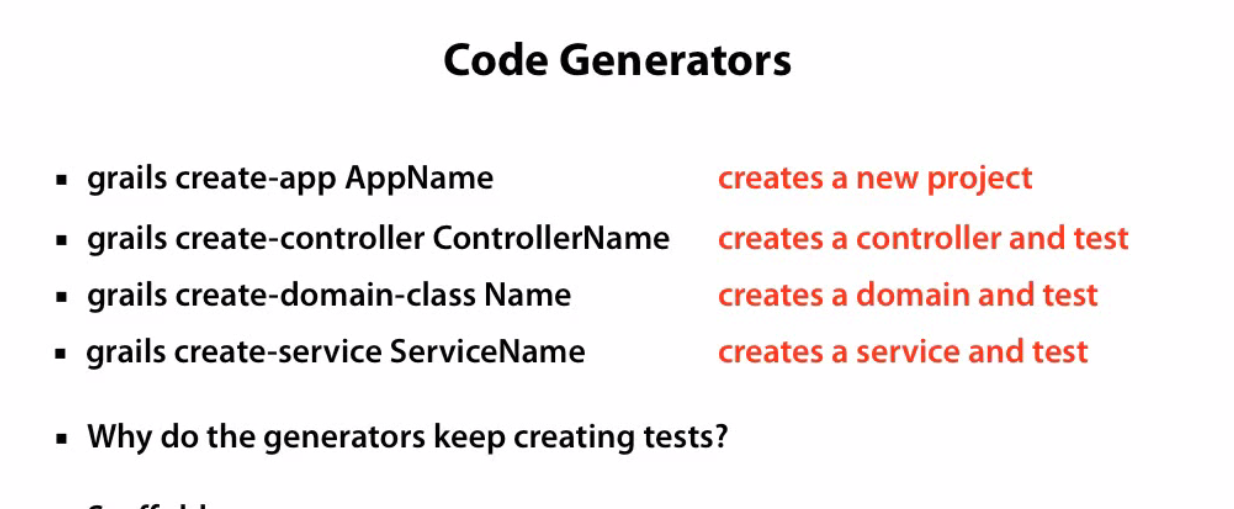 Code Generators
▪ grails create-app AppName creates a new project
▪ grails create-controller ControllerName creates a controller and test
▪ grails create-domain-class Name creates a domain and test
▪ grails create-service ServiceName creates a service and test
▪ Why do the generators keep creating tests?